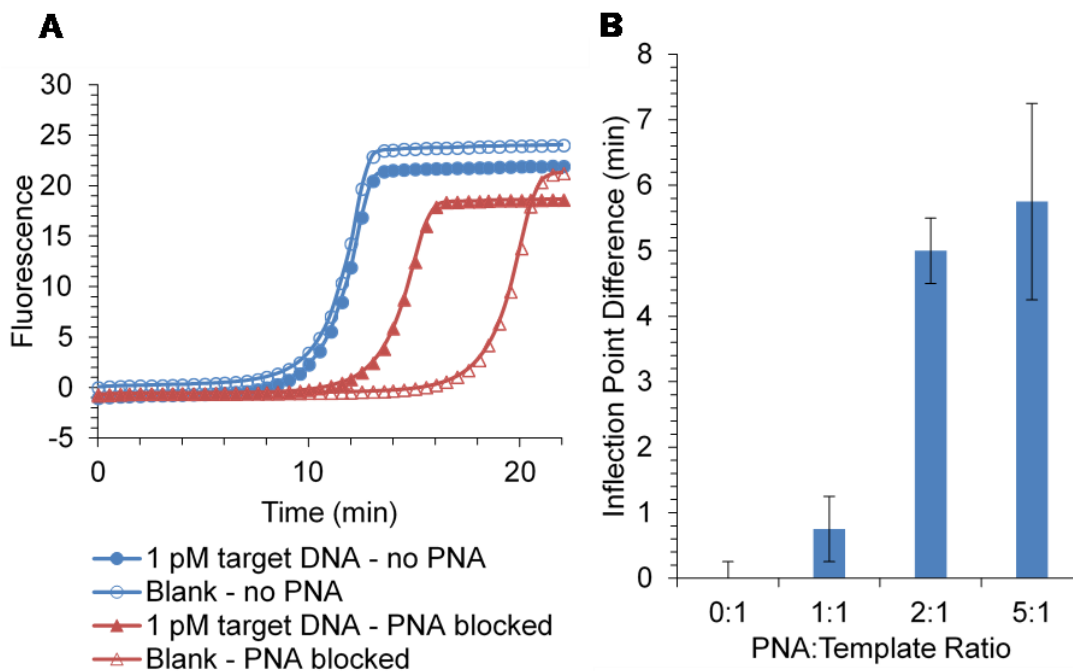 A
Fluorescence
30
25
20
15
10
5
0
-5
0 10 20
Time (min)
1 pM target DNA - no PNA
Blank - no PNA
1 pM target DNA - PNA blocked
Blank - PNA blocked
B
Inflection Point Difference (min)
8
7
6
5
4
3
2
1
0
0:1 1:1 2:1 5:1
PNA:Template Ratio